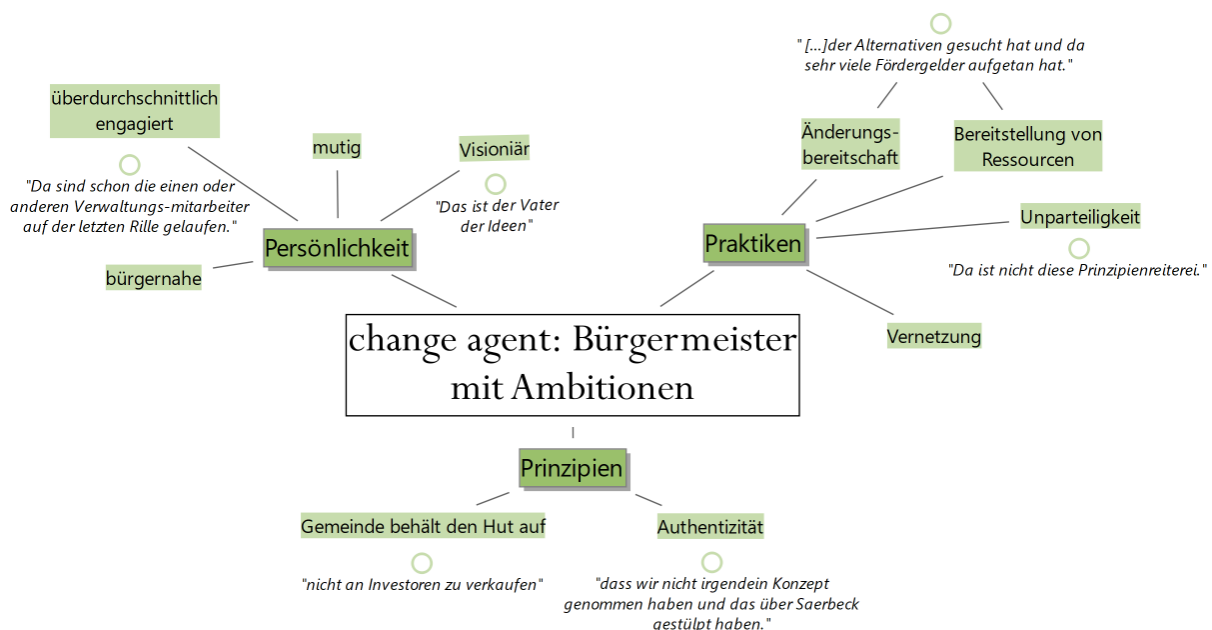 "[...]der Alternativen gesucht hat und da
sehr viele Fördergelder aufgetan hat."
überdurchschnittlich
engagiert
mutig
Visionär
Änderungs-
bereitschaft
Bereitstellung von
Ressourcen
"Da sind schon die einen oder
anderen Verwaltungs-mitarbeiter
auf der letzten Rille gelaufen."
"Das ist der Vater
der Ideen"
Unparteiligkeit
Persönlichkeit
Praktiken
bürgernahe
"Da ist nicht diese Prinzipienreiterei."
Vernetzung
change agent: Bürgermeister
mit Ambitionen
Prinzipien
Gemeinde behält den Hut auf
Authentizität
"nicht an Investoren zu verkaufen"
"dass wir nicht irgendein Konzept
genommen haben und das über Saerbeck
gestülpt haben."